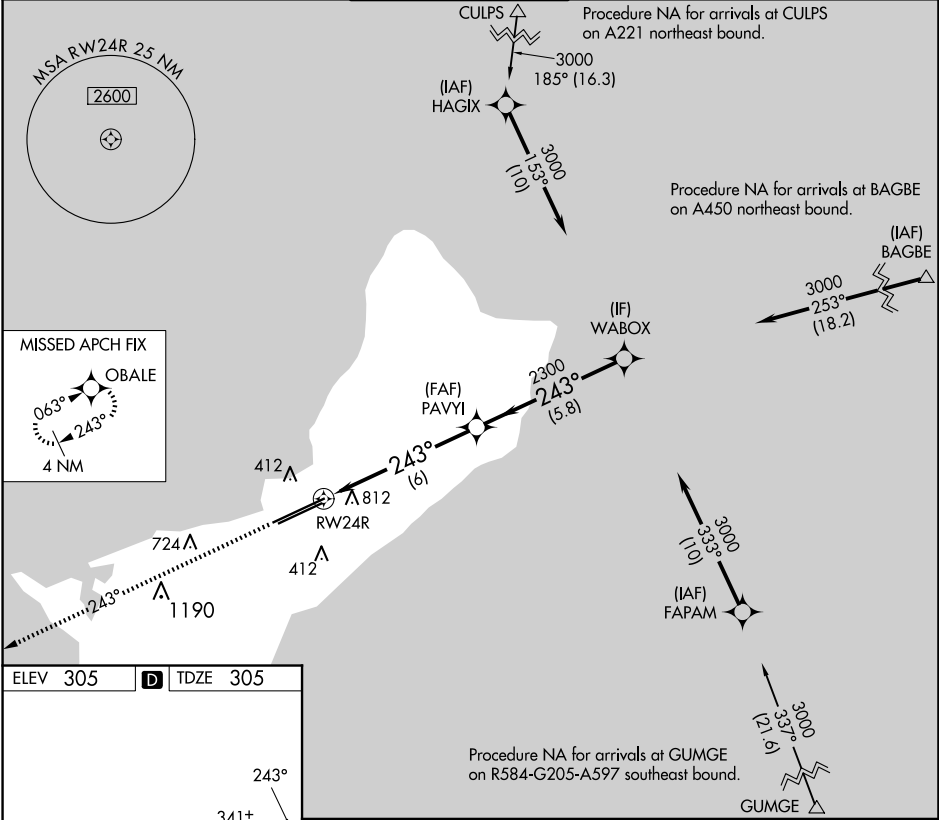 CULPS
Procedure NA for arrivals at CULPS
on A221 northeast bound.
3000
185° (16.3)
MSA RW24R 25 NM
2600
(IAF)
HAGIX
3000
153°
(10)
Procedure NA for arrivals at BAGBE
on A450 northeast bound.
(IAF)
BAGBE
3000
253°
(18.2)
(IF)
WABOX
2300
243°
(5.8)
(FAF)
PAVYI
243°
(6)
MISSED APCH FIX
OBALE
063°
243°
4 NM
412
812
RW24R
724
412
243°
1190
3000
333°
(10)
(IAF)
FAPAM
3000
337°
(21.6)
Procedure NA for arrivals at GUMGE
on R584-G205-A597 southeast bound.
GUMGE
ELEV 305 D TDZE 305
243°
341±